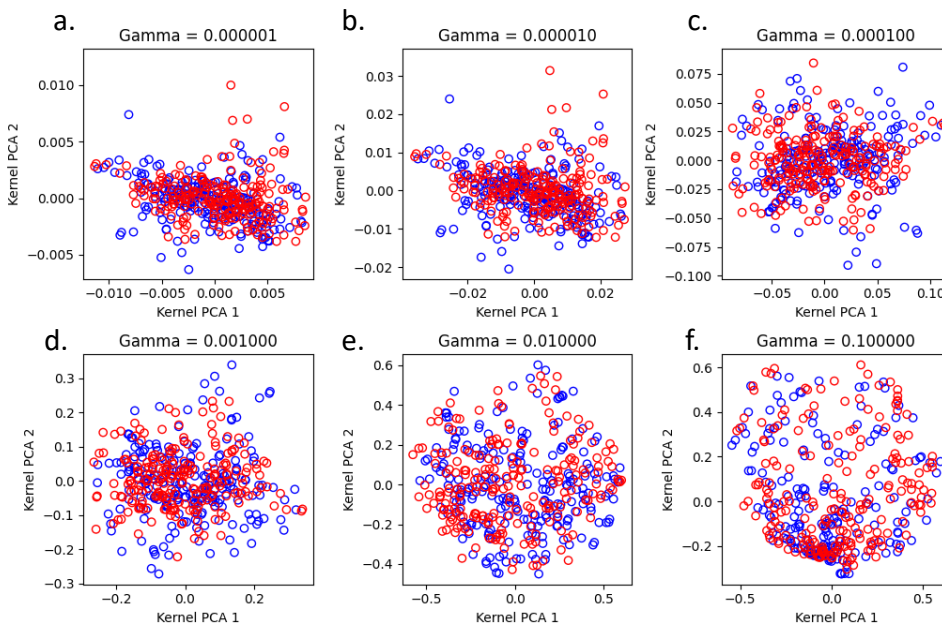 a.
Gamma = 0.000001
0.010
0.005
0.000
−0.005
Kernel PCA 2
−0.010
−0.005
0.000
0.005
Kernel PCA 1
b.
Gamma = 0.000010
0.03
0.02
0.01
0.00
−0.01
−0.02
Kernel PCA 2
−0.02
0.00
0.02
Kernel PCA 1
c.
Gamma = 0.000100
0.075
0.050
0.025
0.000
−0.025
−0.050
−0.075
−0.100
Kernel PCA 2
−0.05
0.00
0.05
0.10
Kernel PCA 1
d.
Gamma = 0.001000
0.3
0.2
0.1
0.0
−0.1
−0.2
−0.3
Kernel PCA 2
−0.2
0.0
0.2
Kernel PCA 1
e.
Gamma = 0.010000
0.6
0.4
0.2
0.0
−0.2
−0.4
Kernel PCA 2
−0.5
0.0
0.5
Kernel PCA 1
f.
Gamma = 0.100000
0.6
0.4
0.2
0.0
−0.2
Kernel PCA 2
−0.5
0.0
0.5
Kernel PCA 1